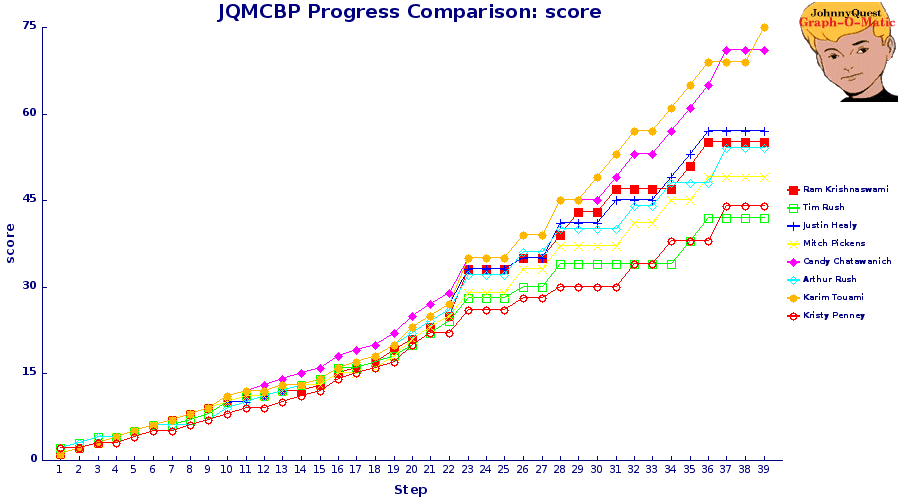 JQMCBP Progress Comparison: score
JohnnyQuest
Graph-O-Matic
75
60
45
30
15
0
score
1 2 3 4 5 6 7 8 9 10 11 12 13 14 15 16 17 18 19 20 21 22 23 24 25 26 27 28 29 30 31 32 33 34 35 36 37 38 39
Step
Ram Krishnaswami
Tim Rush
Justin Healy
Mitch Pickens
Candy Chatawanich
Arthur Rush
Karim Touami
Kristy Penney